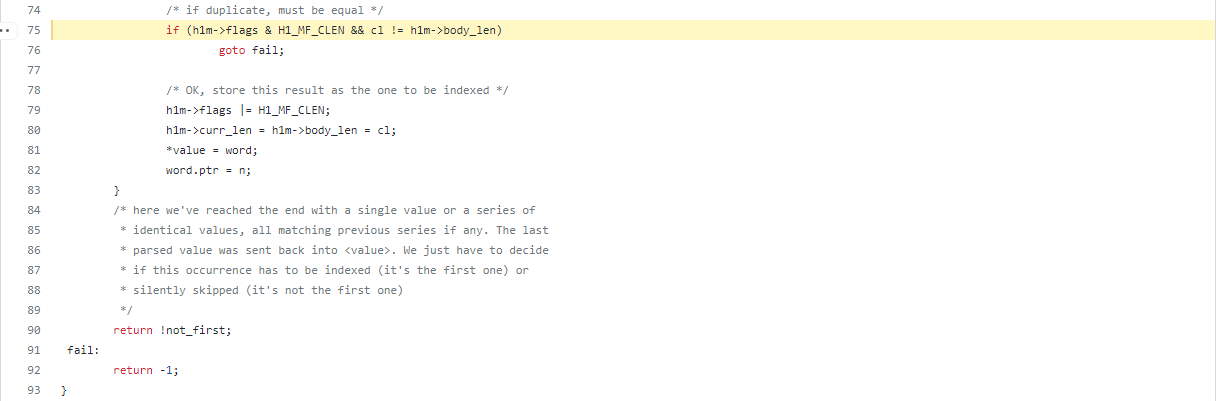 74 /* if duplicate, must be equal */
75 if (h1m->flags & H1_MF_CLEN && cl != h1m->body_len)
76 goto fail;
77
78 /* OK, store this result as the one to be indexed */
79 h1m->flags |= H1_MF_CLEN;
80 h1m->curr_len = h1m->body_len = cl;
81 *value = word;
82 word.ptr = n;
83 }
84 /* here we've reached the end with a single value or a series of
85 * identical values, all matching previous series if any. The last
86 * parsed value was sent back into <value>. We just have to decide
87 * if this occurrence has to be indexed (it's the first one) or
88 * silently skipped (it's not the first one)
89 */
90 return !not_first;
91 fail:
92 return -1;
93 }